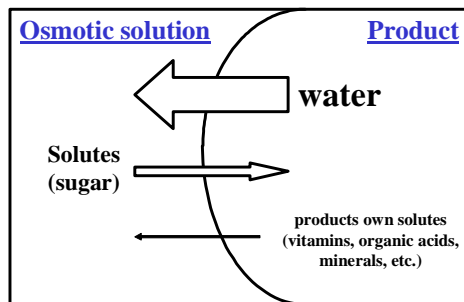 Osmotic solution
Product
water
Solutes
(sugar)
products own solutes
(vitamins, organic acids,
minerals, etc.)